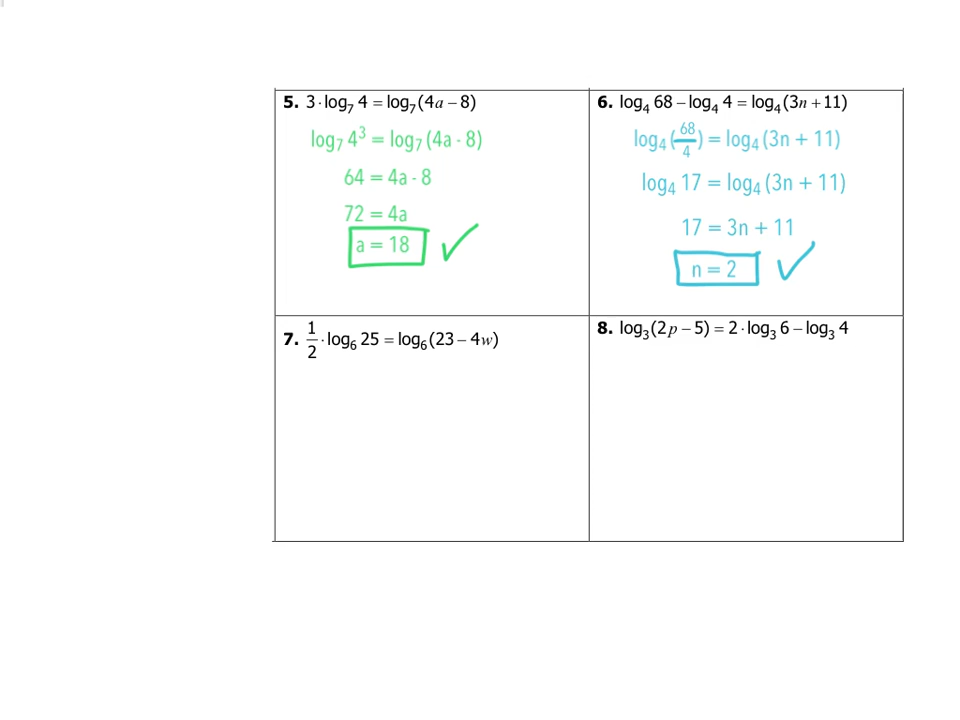 5. 3 · log₇ 4 = log₇(4a − 8)
log₇ 4³ = log₇ (4a - 8)
64 = 4a - 8
72 = 4a
a = 18 ✓
6. log₄ 68 − log₄ 4 = log₄(3n + 11)
log₄ (68/4) = log₄ (3n + 11)
log₄ 17 = log₄ (3n + 11)
17 = 3n + 11
n = 2 ✓
7. 1/2 · log₆ 25 = log₆(23 − 4w)
8. log₃(2p − 5) = 2 · log₃ 6 − log₃ 4